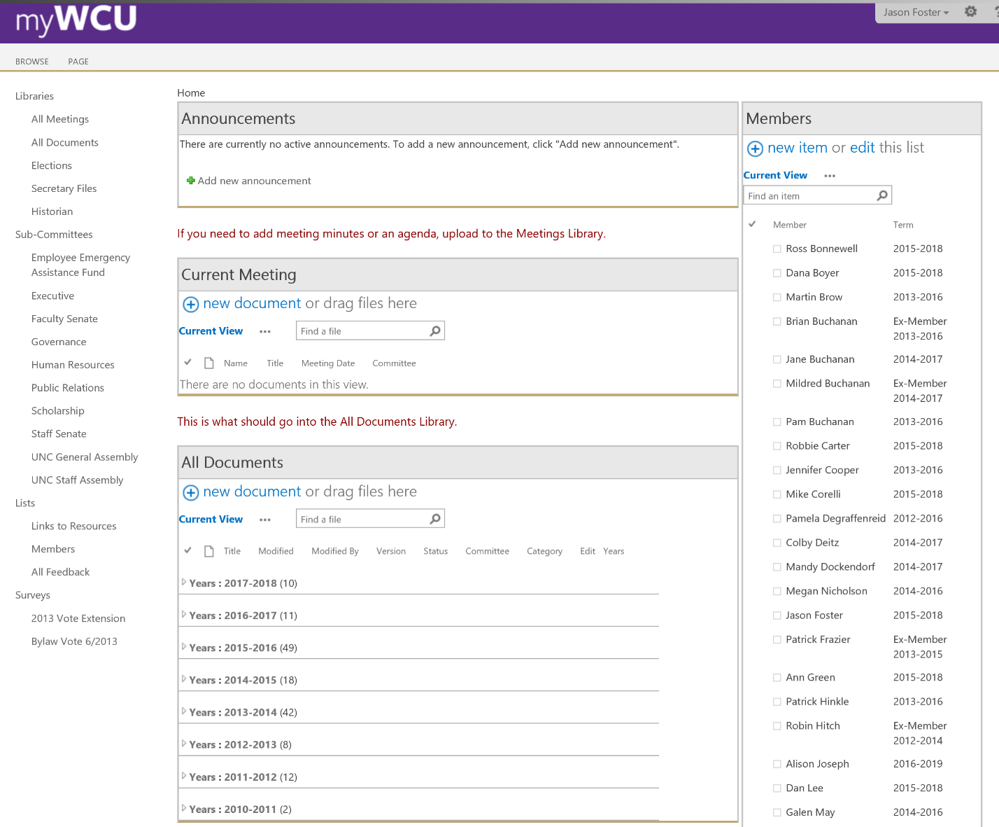 myWCU
Jason Foster
?
BROWSE PAGE
Libraries
All Meetings
All Documents
Elections
Secretary Files
Historian
Sub-Committees
Employee Emergency
Assistance Fund
Executive
Faculty Senate
Governance
Human Resources
Public Relations
Scholarship
Staff Senate
UNC General Assembly
UNC Staff Assembly
Lists
Links to Resources
Members
All Feedback
Surveys
2013 Vote Extension
Bylaw Vote 6/2013
Home
Announcements
There are currently no active announcements. To add a new announcement, click "Add new announcement".
Add new announcement
If you need to add meeting minutes or an agenda, upload to the Meetings Library.
Current Meeting
new document or drag files here
Current View ••• Find a file
Name Title Meeting Date Committee
There are no documents in this view.
This is what should go into the All Documents Library.
All Documents
new document or drag files here
Current View ••• Find a file
Title Modified Modified By Version Status Committee Category Edit Years
Years : 2017-2018 (10)
Years : 2016-2017 (11)
Years : 2015-2016 (49)
Years : 2014-2015 (18)
Years : 2013-2014 (42)
Years : 2012-2013 (8)
Years : 2011-2012 (12)
Years : 2010-2011 (2)
Members
new item or edit this list
Current View •••
Find an item
Member Term
Ross Bonnewell 2015-2018
Dana Boyer 2015-2018
Martin Brow 2013-2016
Brian Buchanan Ex-Member
2013-2016
Jane Buchanan 2014-2017
Mildred Buchanan Ex-Member
2014-2017
Pam Buchanan 2013-2016
Robbie Carter 2015-2018
Jennifer Cooper 2013-2016
Mike Corelli 2015-2018
Pamela Degraffenreid 2012-2016
Colby Deitz 2014-2017
Mandy Dockendorf 2014-2017
Megan Nicholson 2014-2016
Jason Foster 2015-2018
Patrick Frazier Ex-Member
2013-2015
Ann Green 2015-2018
Patrick Hinkle 2013-2016
Robin Hitch Ex-Member
2012-2014
Alison Joseph 2016-2019
Dan Lee 2015-2018
Galen May 2014-2016